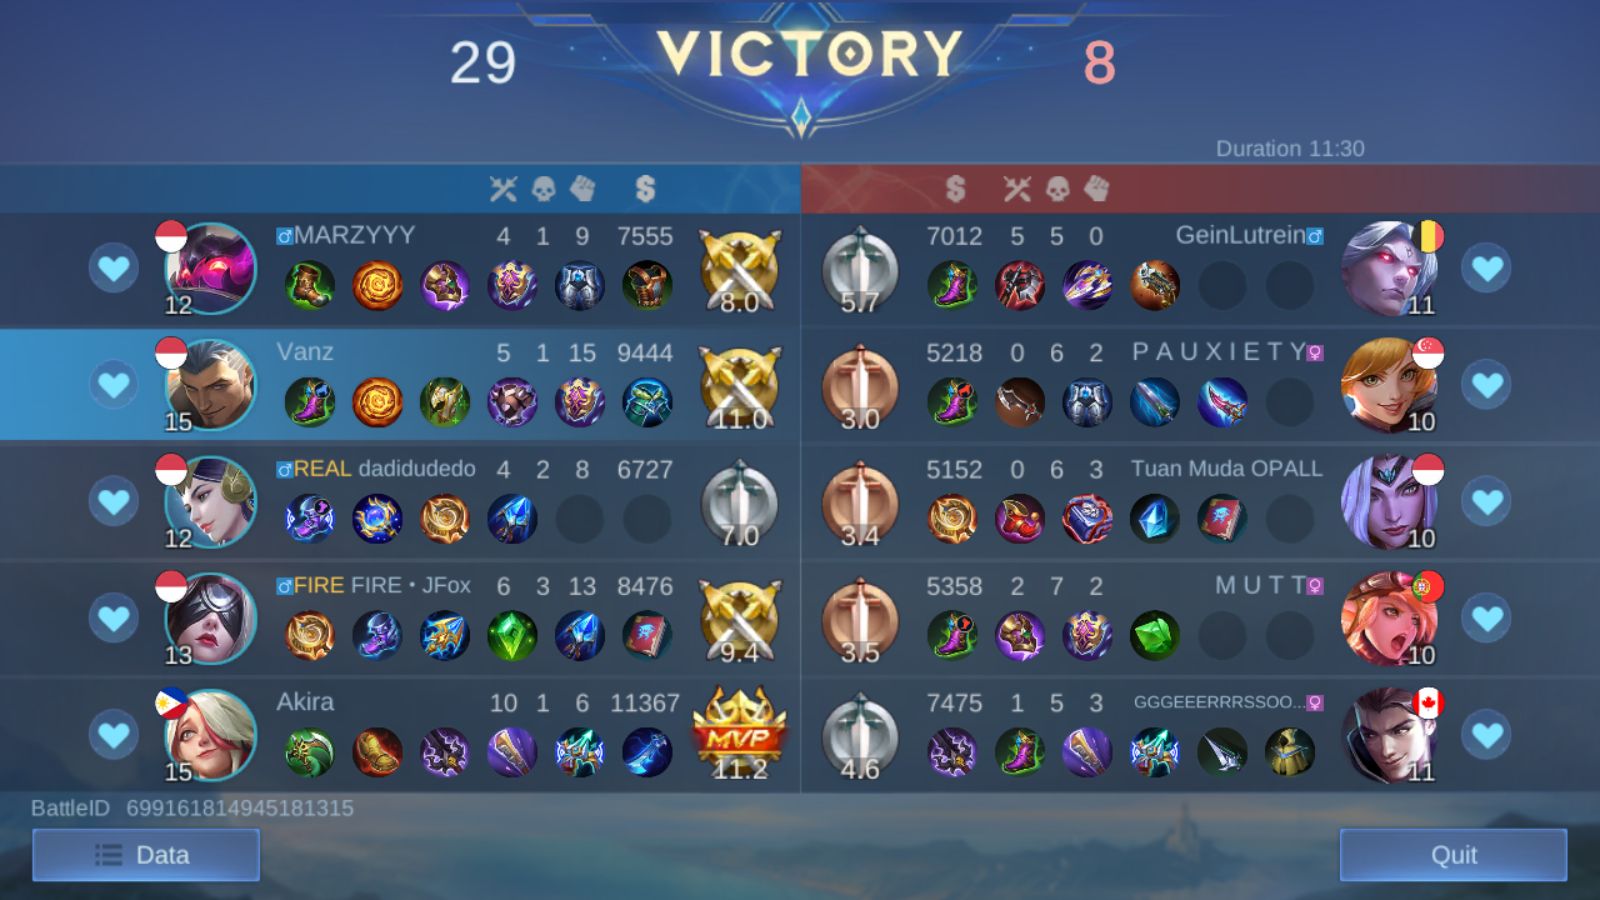 29 VICTORY 8
Duration 11:30
MARZYYY 4 1 9 7555
12 8.0
7012 5 5 0 GeinLutrein
5.7 11
Vanz 5 1 15 9444
15 11.0
5218 0 6 2 P A U X I E T Y
3.0 10
REAL dadidudedo 4 2 8 6727
12 7.0
5152 0 6 3 Tuan Muda OPALL
3.4 10
FIRE FIRE • JFox 6 3 13 8476
13 9.4
5358 2 7 2 M U T T
3.5 10
Akira 10 1 6 11367
MVP
15 11.2
7475 1 5 3 GGGEEERRRSSOO...
4.6 11
BattleID 699161814945181315
Data
Quit